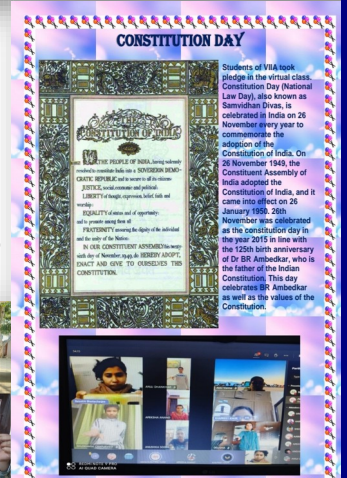 CONSTITUTION DAY
Students of VIIA took
pledge in the virtual class.
Constitution Day (National
Law Day), also known as
Samvidhan Divas, is
celebrated in India on 26
November every year to
commemorate the
adoption of the
Constitution of India. On
26 November 1949, the
Constituent Assembly of
India adopted the
Constitution of India, and it
came into effect on 26
January 1950. 26th
November was celebrated
as the constitution day in
the year 2015 in line with
the 125th birth anniversary
of Dr BR Ambedkar, who is
the father of the Indian
Constitution. This day
celebrates BR Ambedkar
as well as the values of the
Constitution.
CONSTITUTION OF INDIA
WE THE PEOPLE OF INDIA, having solemnly
resolved to constitute India into a SOVEREIGN DEMO-
CRATIC REPUBLIC and to secure to all its citizens:
JUSTICE, social, economic and political;
LIBERTY of thought, expression, belief, faith and
worship;
EQUALITY of status and of opportunity;
and to promote among them all
FRATERNITY assuring the dignity of the individual
and the unity of the Nation;
IN OUR CONSTITUENT ASSEMBLY this twenty-
sixth day of November, 1949, do HEREBY ADOPT,
ENACT AND GIVE TO OURSELVES THIS
CONSTITUTION.
REDMI NOTE 9 PRO
AI QUAD CAMERA